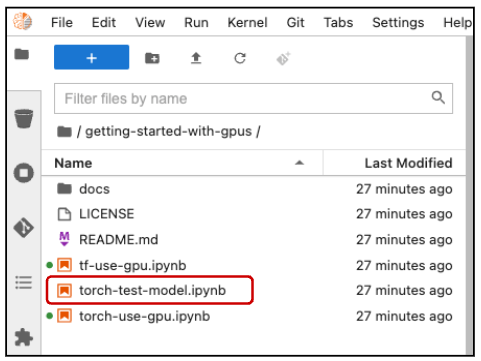 File Edit View Run Kernel Git Tabs Settings Help
+
Filter files by name
/ getting-started-with-gpus /
Name Last Modified
docs 27 minutes ago
LICENSE 27 minutes ago
README.md 27 minutes ago
tf-use-gpu.ipynb 27 minutes ago
torch-test-model.ipynb 27 minutes ago
torch-use-gpu.ipynb 27 minutes ago